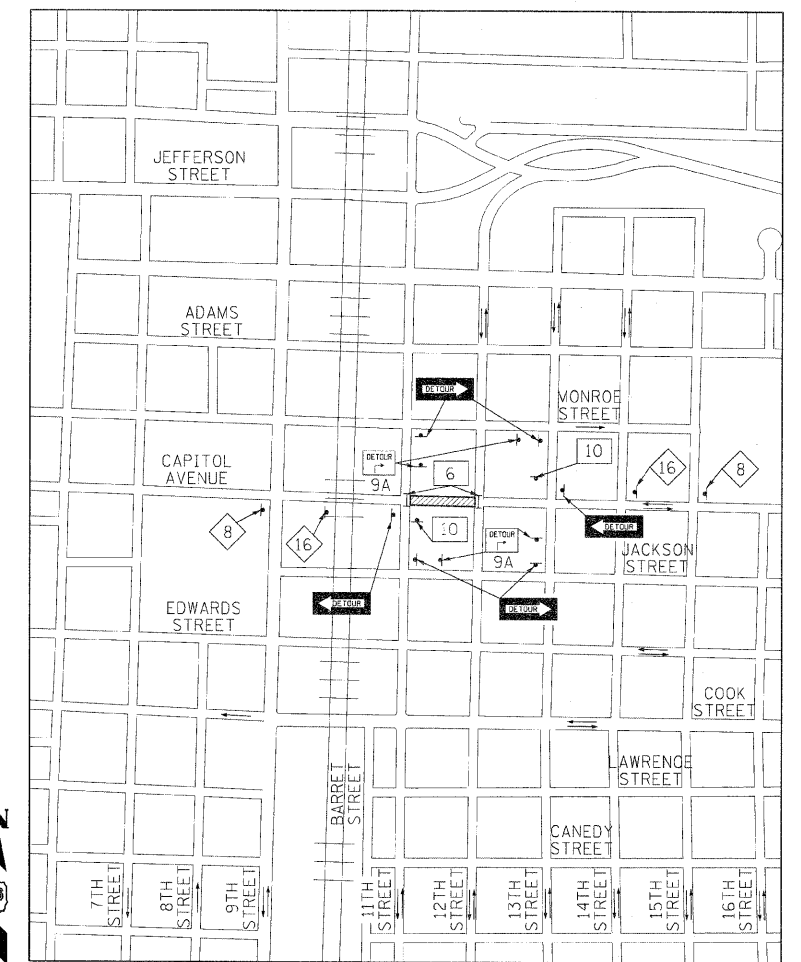 JEFFERSON
STREET
ADAMS
STREET
DETOUR
MONROE
STREET
CAPITOL
AVENUE
DETOUR
9A
6
10
16
8
8
16
10
DETOUR
9A
DETOUR
JACKSON
STREET
DETOUR
DETOUR
EDWARDS
STREET
COOK
STREET
LAWRENCE
STREET
CANEDY
STREET
BARRET
STREET
7TH
STREET
8TH
STREET
9TH
STREET
11TH
STREET
12TH
STREET
13TH
STREET
14TH
STREET
15TH
STREET
16TH
STREET